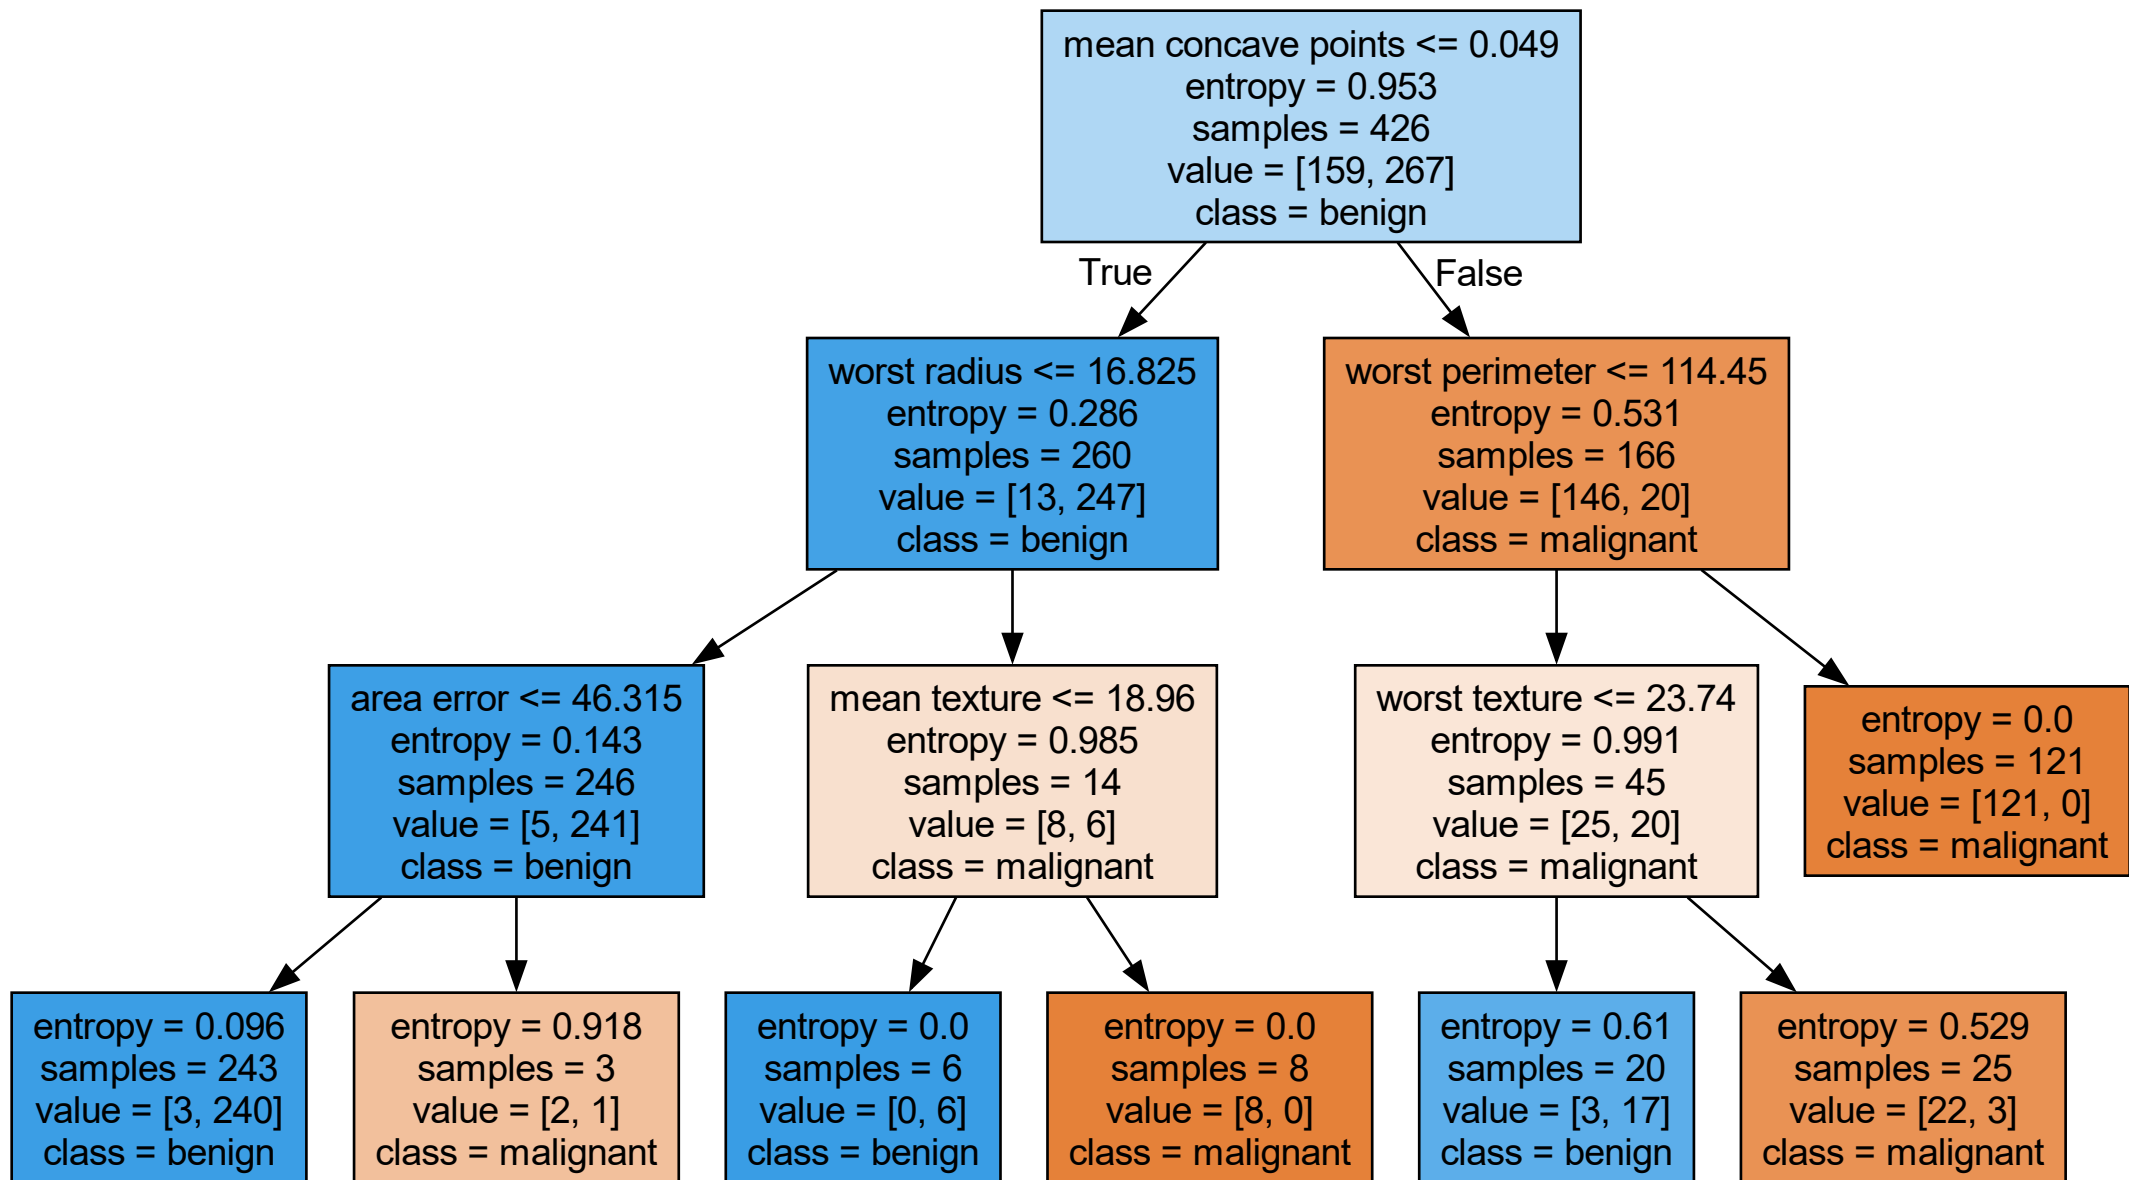 mean concave points <= 0.049
entropy = 0.953
samples = 426
value = [159, 267]
class = benign
True
False
worst radius <= 16.825
entropy = 0.286
samples = 260
value = [13, 247]
class = benign
worst perimeter <= 114.45
entropy = 0.531
samples = 166
value = [146, 20]
class = malignant
area error <= 46.315
entropy = 0.143
samples = 246
value = [5, 241]
class = benign
mean texture <= 18.96
entropy = 0.985
samples = 14
value = [8, 6]
class = malignant
worst texture <= 23.74
entropy = 0.991
samples = 45
value = [25, 20]
class = malignant
entropy = 0.0
samples = 121
value = [121, 0]
class = malignant
entropy = 0.096
samples = 243
value = [3, 240]
class = benign
entropy = 0.918
samples = 3
value = [2, 1]
class = malignant
entropy = 0.0
samples = 6
value = [0, 6]
class = benign
entropy = 0.0
samples = 8
value = [8, 0]
class = malignant
entropy = 0.61
samples = 20
value = [3, 17]
class = benign
entropy = 0.529
samples = 25
value = [22, 3]
class = malignant